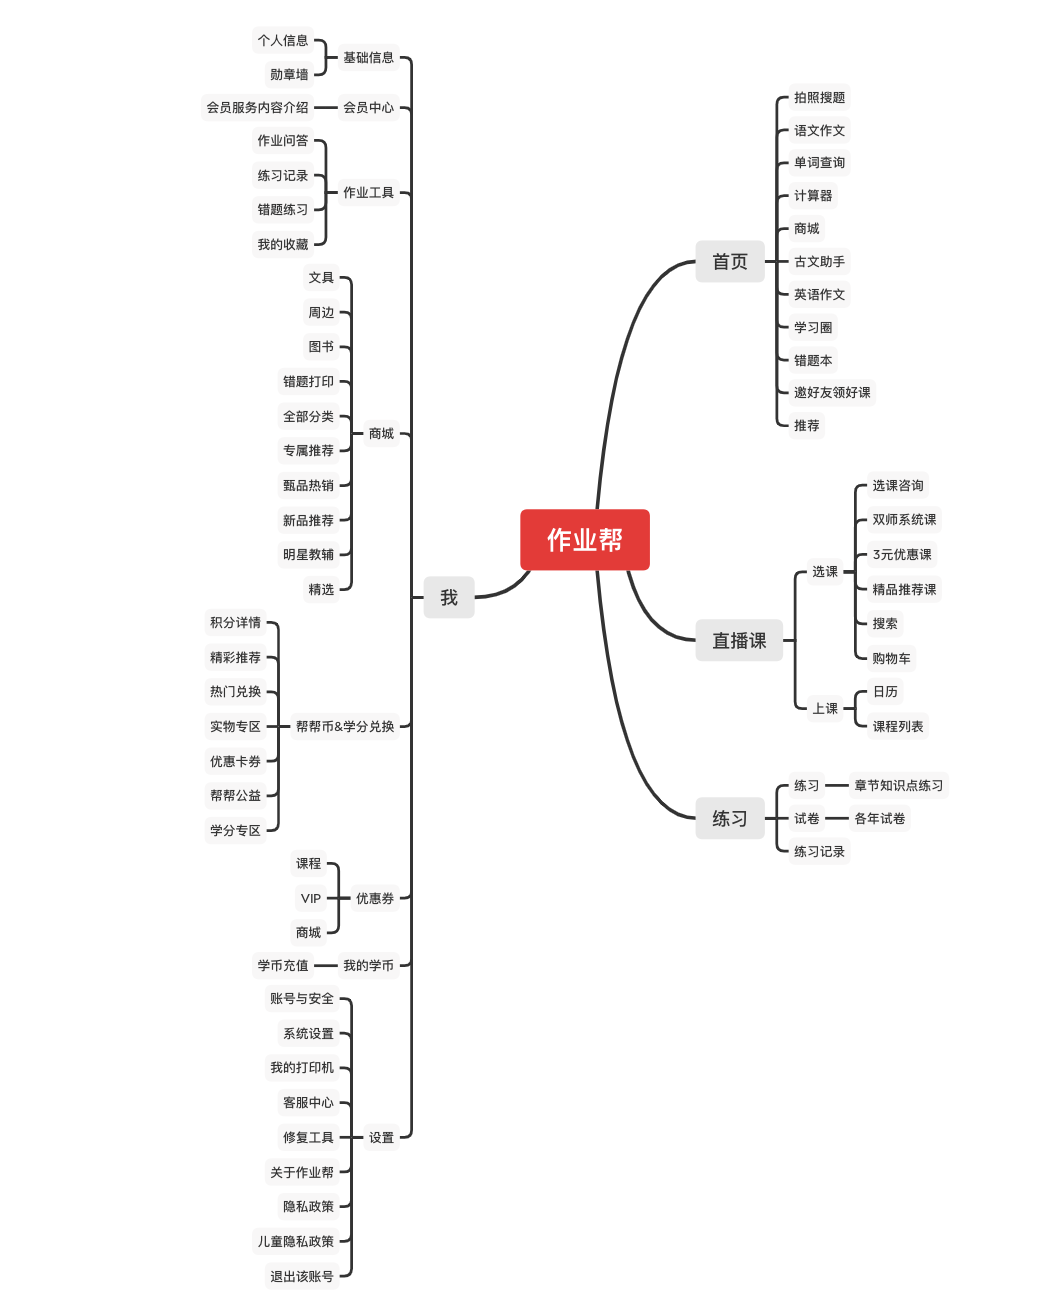 作业帮
首页
拍照搜题
语文作文
单词查询
计算器
商城
古文助手
英语作文
学习圈
错题本
邀好友领好课
推荐
直播课
选课
选课咨询
双师系统课
3元优惠课
精品推荐课
搜索
购物车
上课
日历
课程列表
练习
练习
章节知识点练习
试卷
各年试卷
练习记录
我
基础信息
个人信息
勋章墙
会员中心
会员服务内容介绍
作业工具
作业问答
练习记录
错题练习
我的收藏
商城
文具
周边
图书
错题打印
全部分类
专属推荐
甄品热销
新品推荐
明星教辅
精选
帮帮币&学分兑换
积分详情
精彩推荐
热门兑换
实物专区
优惠卡券
帮帮公益
学分专区
优惠券
课程
VIP
商城
我的学币
学币充值
设置
账号与安全
系统设置
我的打印机
客服中心
修复工具
关于作业帮
隐私政策
儿童隐私政策
退出该账号